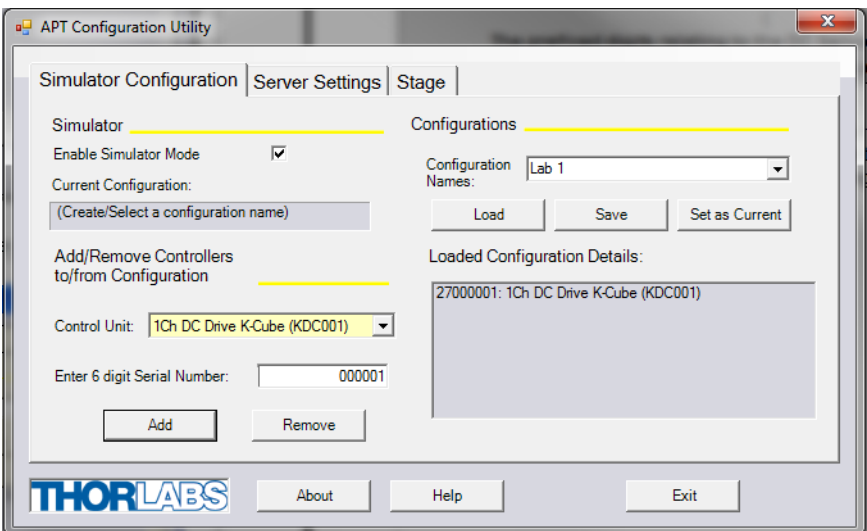 APT Configuration Utility
Simulator Configuration
Server Settings
Stage
Simulator
Enable Simulator Mode
Current Configuration:
(Create/Select a configuration name)
Add/Remove Controllers
to/from Configuration
Control Unit:
1Ch DC Drive K-Cube (KDC001)
Enter 6 digit Serial Number:
000001
Add
Remove
Configurations
Configuration
Names:
Lab 1
Load
Save
Set as Current
Loaded Configuration Details:
27000001: 1Ch DC Drive K-Cube (KDC001)
THORLABS
About
Help
Exit